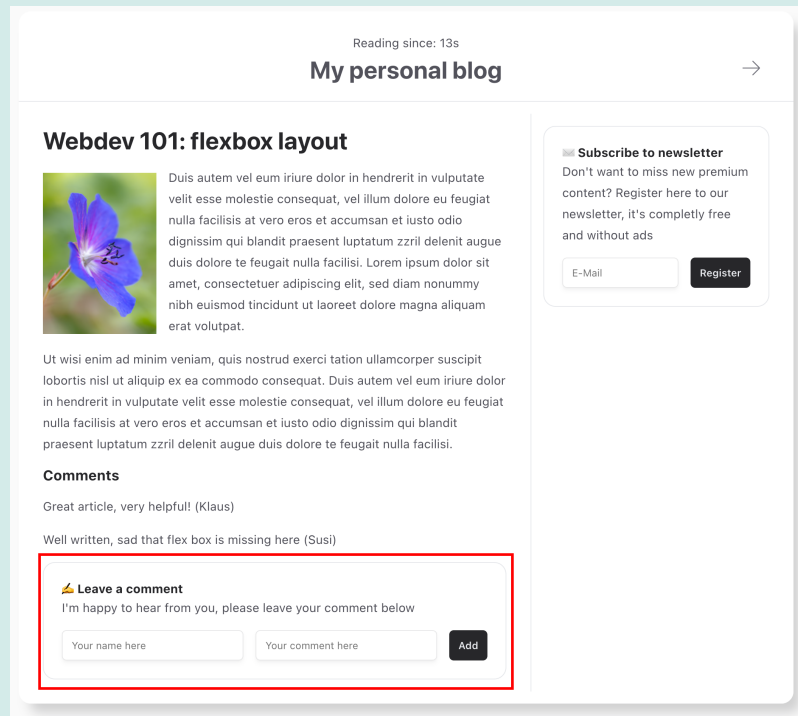 Reading since: 13s
My personal blog
Webdev 101: flexbox layout
Duis autem vel eum iriure dolor in hendrerit in vulputate
velit esse molestie consequat, vel illum dolore eu feugiat
nulla facilisis at vero eros et accumsan et iusto odio
dignissim qui blandit praesent luptatum zzril delenit augue
duis dolore te feugait nulla facilisi. Lorem ipsum dolor sit
amet, consectetuer adipiscing elit, sed diam nonummy
nibh euismod tincidunt ut laoreet dolore magna aliquam
erat volutpat.
Ut wisi enim ad minim veniam, quis nostrud exerci tation ullamcorper suscipit
lobortis nisl ut aliquip ex ea commodo consequat. Duis autem vel eum iriure dolor
in hendrerit in vulputate velit esse molestie consequat, vel illum dolore eu feugiat
nulla facilisis at vero eros et accumsan et iusto odio dignissim qui blandit
praesent luptatum zzril delenit augue duis dolore te feugait nulla facilisi.
Comments
Great article, very helpful! (Klaus)
Well written, sad that flex box is missing here (Susi)
✍️ Leave a comment
I'm happy to hear from you, please leave your comment below
Your name here
Your comment here
Add
✉️ Subscribe to newsletter
Don't want to miss new premium
content? Register here to our
newsletter, it's completly free
and without ads
E-Mail
Register